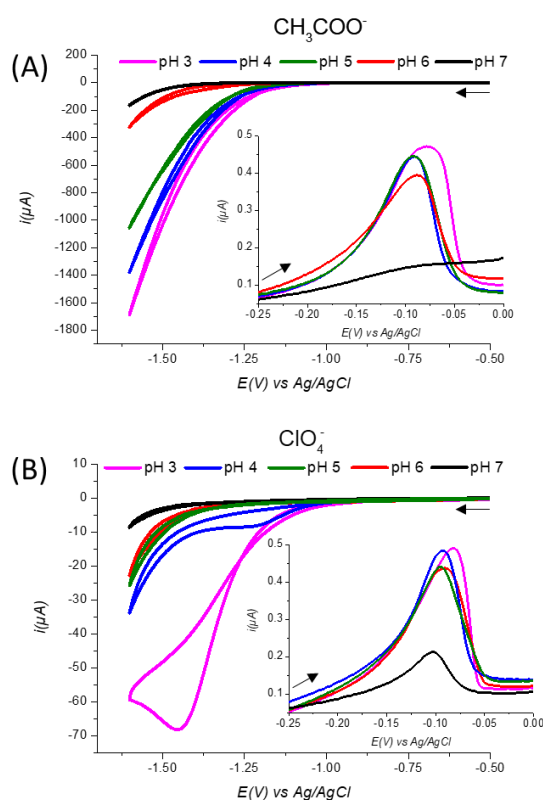 CH₃COO⁻
(A)
pH 3 pH 4 pH 5 pH 6 pH 7
200
0
-200
-400
-600
-800
-1000
-1200
-1400
-1600
-1800
i(μA)
-1.50 -1.25 -1.00 -0.75 -0.50
E(V) vs Ag/AgCl
0.5
0.4
0.3
0.2
0.1
i(μA)
-0.25 -0.20 -0.15 -0.10 -0.05 0.00
E(V) vs Ag/AgCl
ClO₄⁻
(B)
pH 3 pH 4 pH 5 pH 6 pH 7
10
0
-10
-20
-30
-40
-50
-60
-70
i(μA)
-1.50 -1.25 -1.00 -0.75 -0.50
E(V) vs Ag/AgCl
0.5
0.4
0.3
0.2
0.1
i(μA)
-0.25 -0.20 -0.15 -0.10 -0.05 0.00
E(V) vs Ag/AgCl